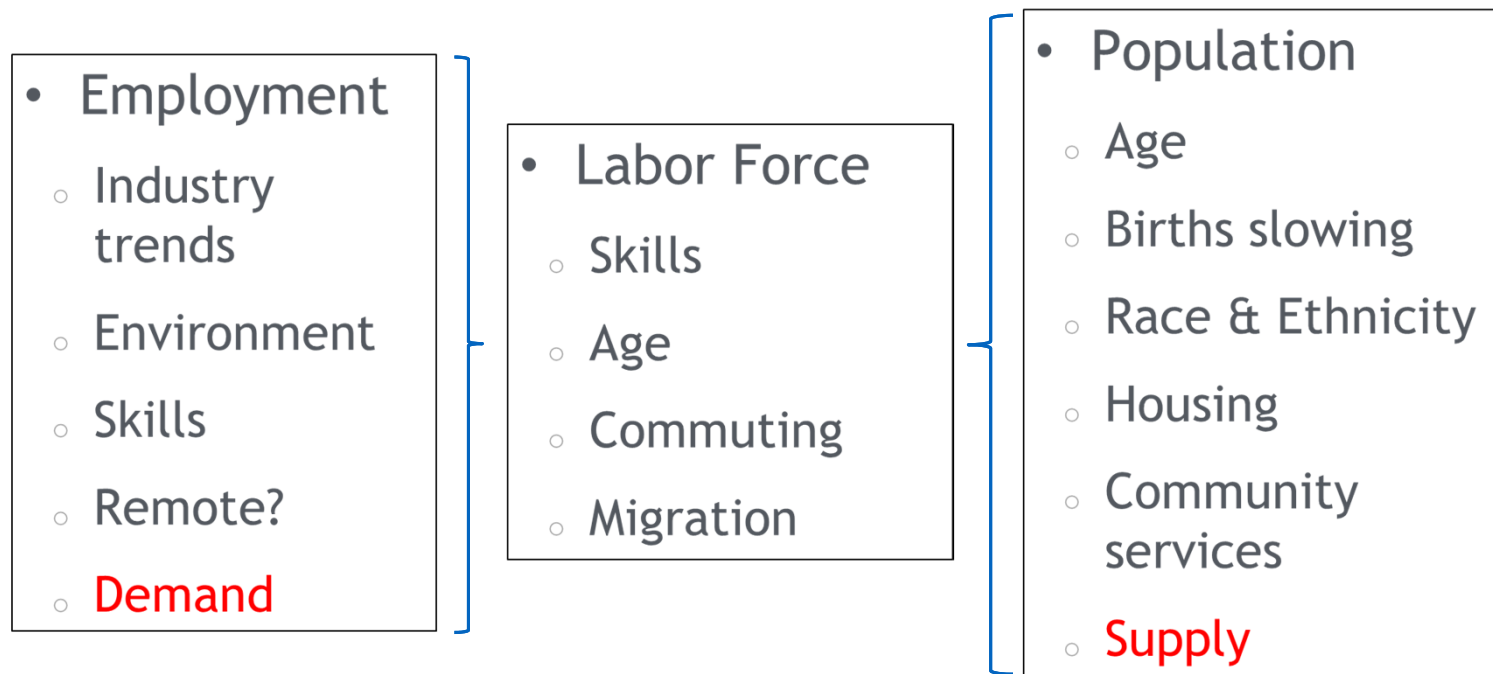 • Employment
○ Industry
trends
○ Environment
○ Skills
○ Remote?
○ Demand
• Labor Force
○ Skills
○ Age
○ Commuting
○ Migration
• Population
○ Age
○ Births slowing
○ Race & Ethnicity
○ Housing
○ Community
services
○ Supply